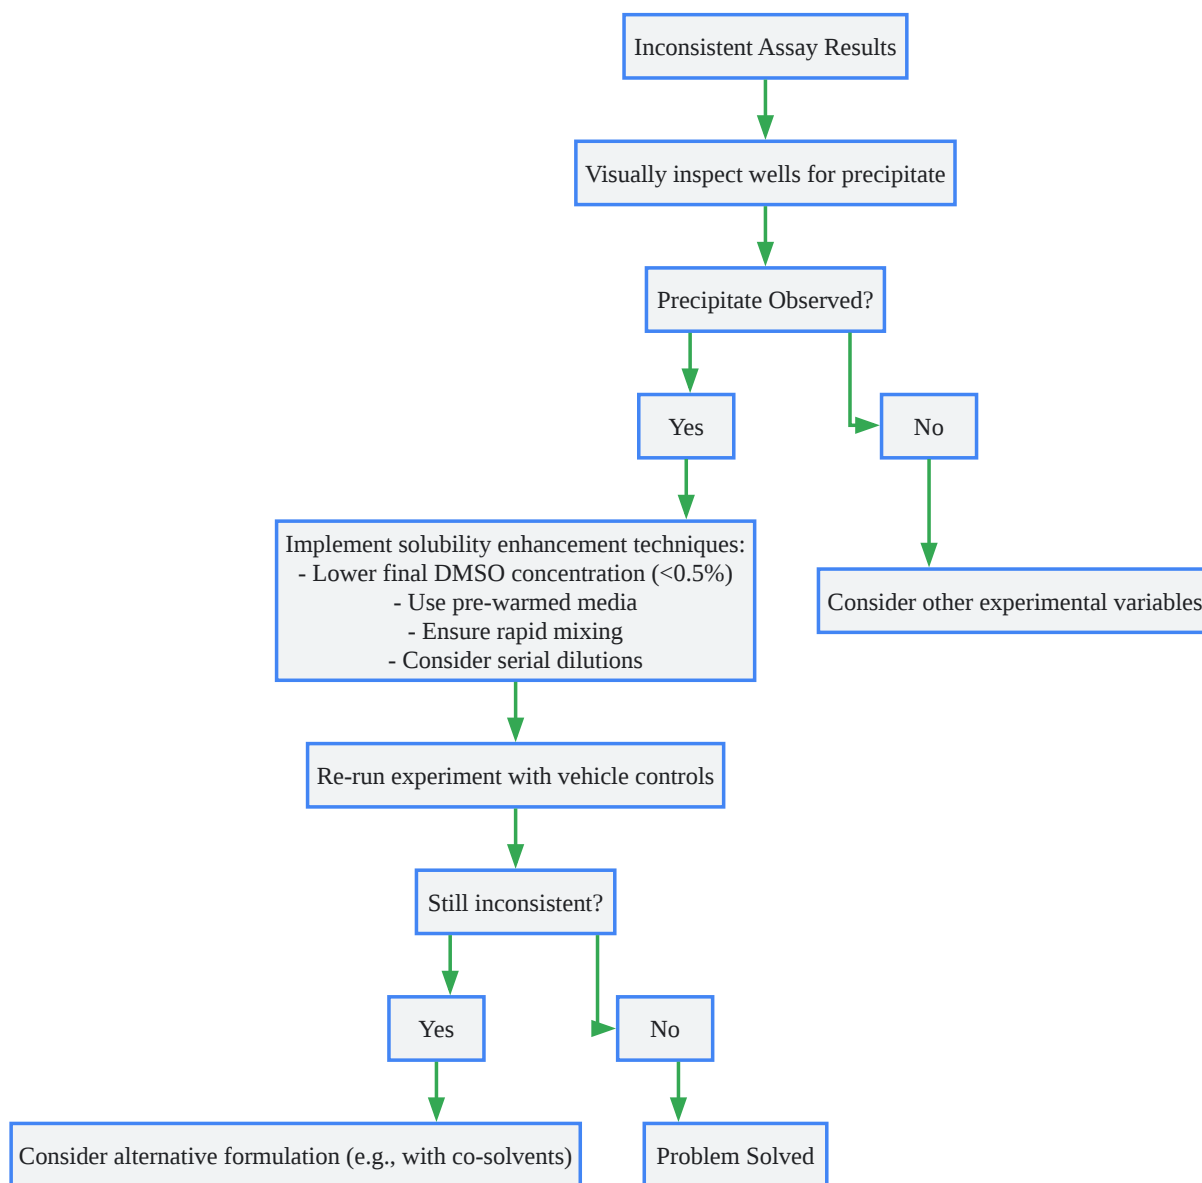 Inconsistent Assay Results
Visually inspect wells for precipitate
Precipitate Observed?
Yes
No
Implement solubility enhancement techniques:
- Lower final DMSO concentration (<0.5%)
- Use pre-warmed media
- Ensure rapid mixing
- Consider serial dilutions
Consider other experimental variables
Re-run experiment with vehicle controls
Still inconsistent?
Yes
No
Consider alternative formulation (e.g., with co-solvents)
Problem Solved